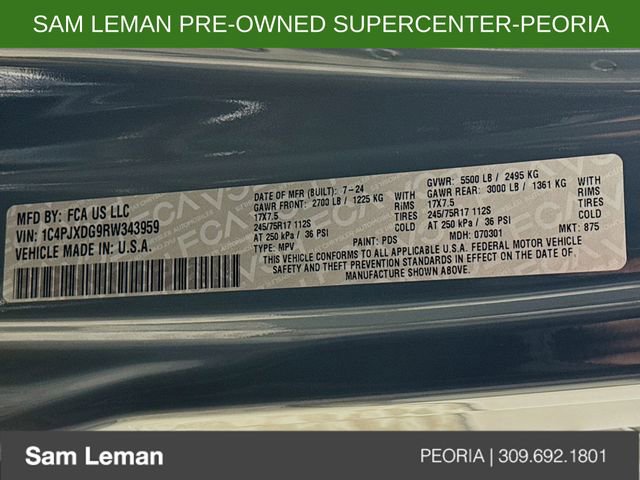 SAM LEMAN PRE-OWNED SUPERCENTER-PEORIA
MFD BY: FCA US LLC
VIN: 1C4PJXDG9RW343959
VEHICLE MADE IN U.S.A.
DATE OF MFR (BUILT): 7-24
GAWR FRONT: 2700 LB / 1225 KG
17X7.5 RIMS
245/75R17 112S TIRES
AT 250 kPa / 36 PSI COLD
TYPE: MPV PAINT: PDS
GVWR: 5500 LB / 2495 KG
GAWR REAR: 3000 LB / 1361 KG
17X7.5 RIMS
245/75R17 112S TIRES
AT 250 kPa / 36 PSI COLD
MDH: 070301 MKT: 875
THIS VEHICLE CONFORMS TO ALL APPLICABLE U.S.A. FEDERAL MOTOR VEHICLE
SAFETY AND THEFT PREVENTION STANDARDS IN EFFECT ON THE DATE OF
MANUFACTURE SHOWN ABOVE.
Sam Leman
PEORIA | 309.692.1801